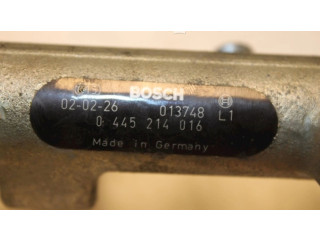 BOSCH
02-02-26 013748
L1
0 445 214 016
Made in Germany